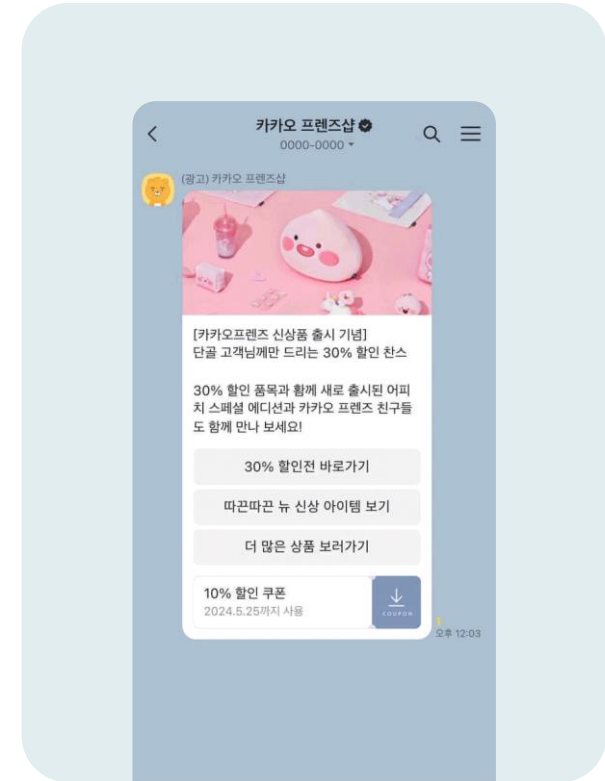 카카오 프렌즈샵
0000-0000
(광고) 카카오 프렌즈샵
[카카오프렌즈 신상품 출시 기념]
단골 고객님께만 드리는 30% 할인 찬스
30% 할인 품목과 홤께 새로 출시된 어피
치 스페셜 에디션과 카카오 프렌즈 친구들
도 함께 만나 보세요!
30% 할인전 바로가기
따끈따끈 뉴 신상 아이템 보기
더 많은 상품 보러가기
10% 할인 쿠폰
2024.5.25까지 사용
COUPON
1
오후 12:03